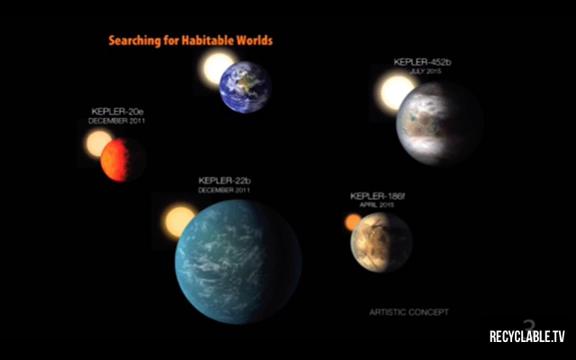 Searching for Habitable Worlds
KEPLER-452b
JULY 2015
KEPLER-20e
DECEMBER 2011
KEPLER-22b
DECEMBER 2011
KEPLER-186f
APRIL 2015
ARTISTIC CONCEPT
RECYCLABLE.TV